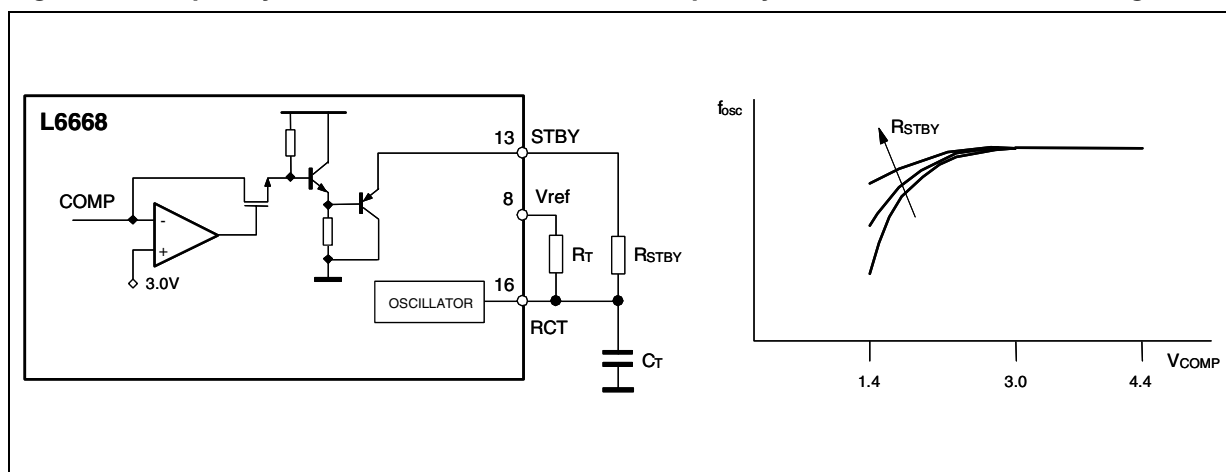 L6668
COMP
-
+
3.0V
13 STBY
8 Vref
RT
RSTBY
16
OSCILLATOR
RCT
CT
fosc
RSTBY
1.4 3.0 4.4 VCOMP